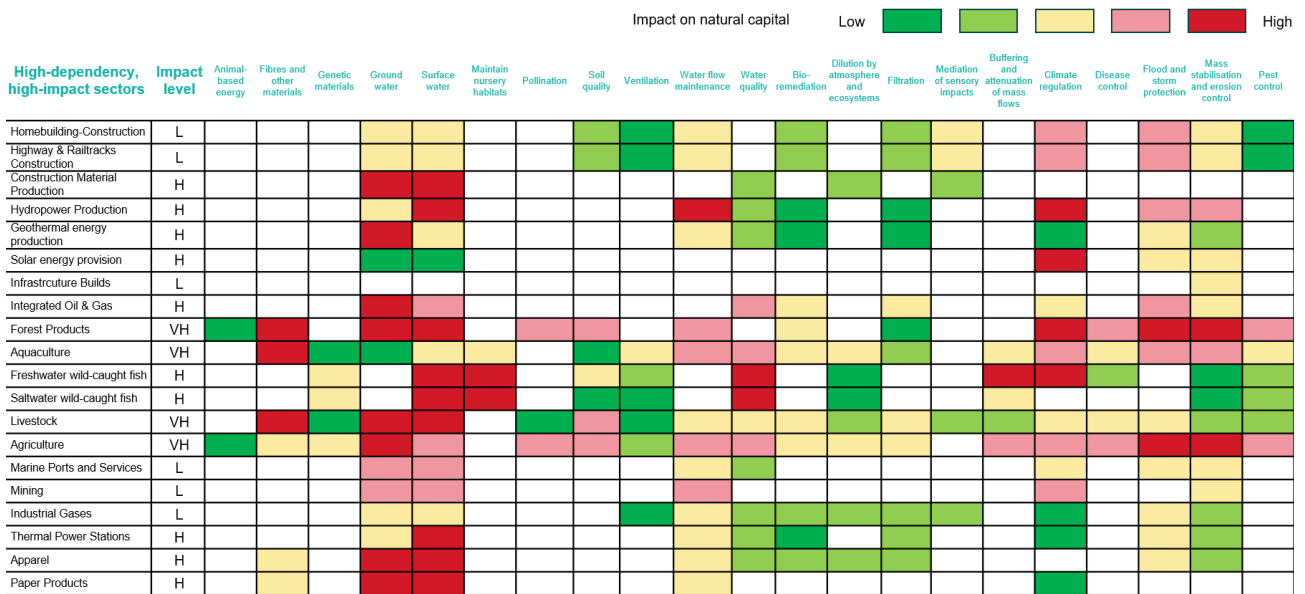 Impact on natural capital Low High
High-dependency,
high-impact sectors
Impact
level
Animal-
based
energy
Fibres and
other
materials
Genetic
materials
Ground
water
Surface
water
Maintain
nursery
habitats
Pollination
Soil
quality
Ventilation
Water flow
maintenance
Water
quality
Bio-
remediation
Dilution by
atmosphere
and
ecosystems
Filtration
Mediation
of sensory
impacts
Buffering
and
attenuation
of mass
flows
Climate
regulation
Disease
control
Flood and
storm
protection
Mass
stabilisation
and erosion
control
Pest
control
Homebuilding-Construction L
Highway & Railtracks
Construction L
Construction Material
Production H
Hydropower Production H
Geothermal energy
production H
Solar energy provision H
Infrastrcuture Builds L
Integrated Oil & Gas H
Forest Products VH
Aquaculture VH
Freshwater wild-caught fish H
Saltwater wild-caught fish H
Livestock VH
Agriculture VH
Marine Ports and Services L
Mining L
Industrial Gases L
Thermal Power Stations H
Apparel H
Paper Products H